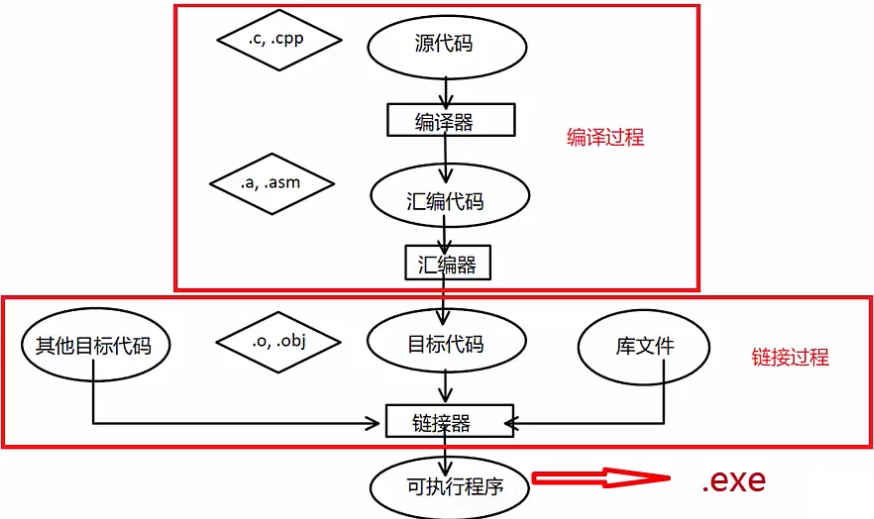 .c, .cpp
源代码
编译器
编译过程
.a, .asm
汇编代码
汇编器
其他目标代码
.o, .obj
目标代码
库文件
链接过程
链接器
可执行程序
.exe